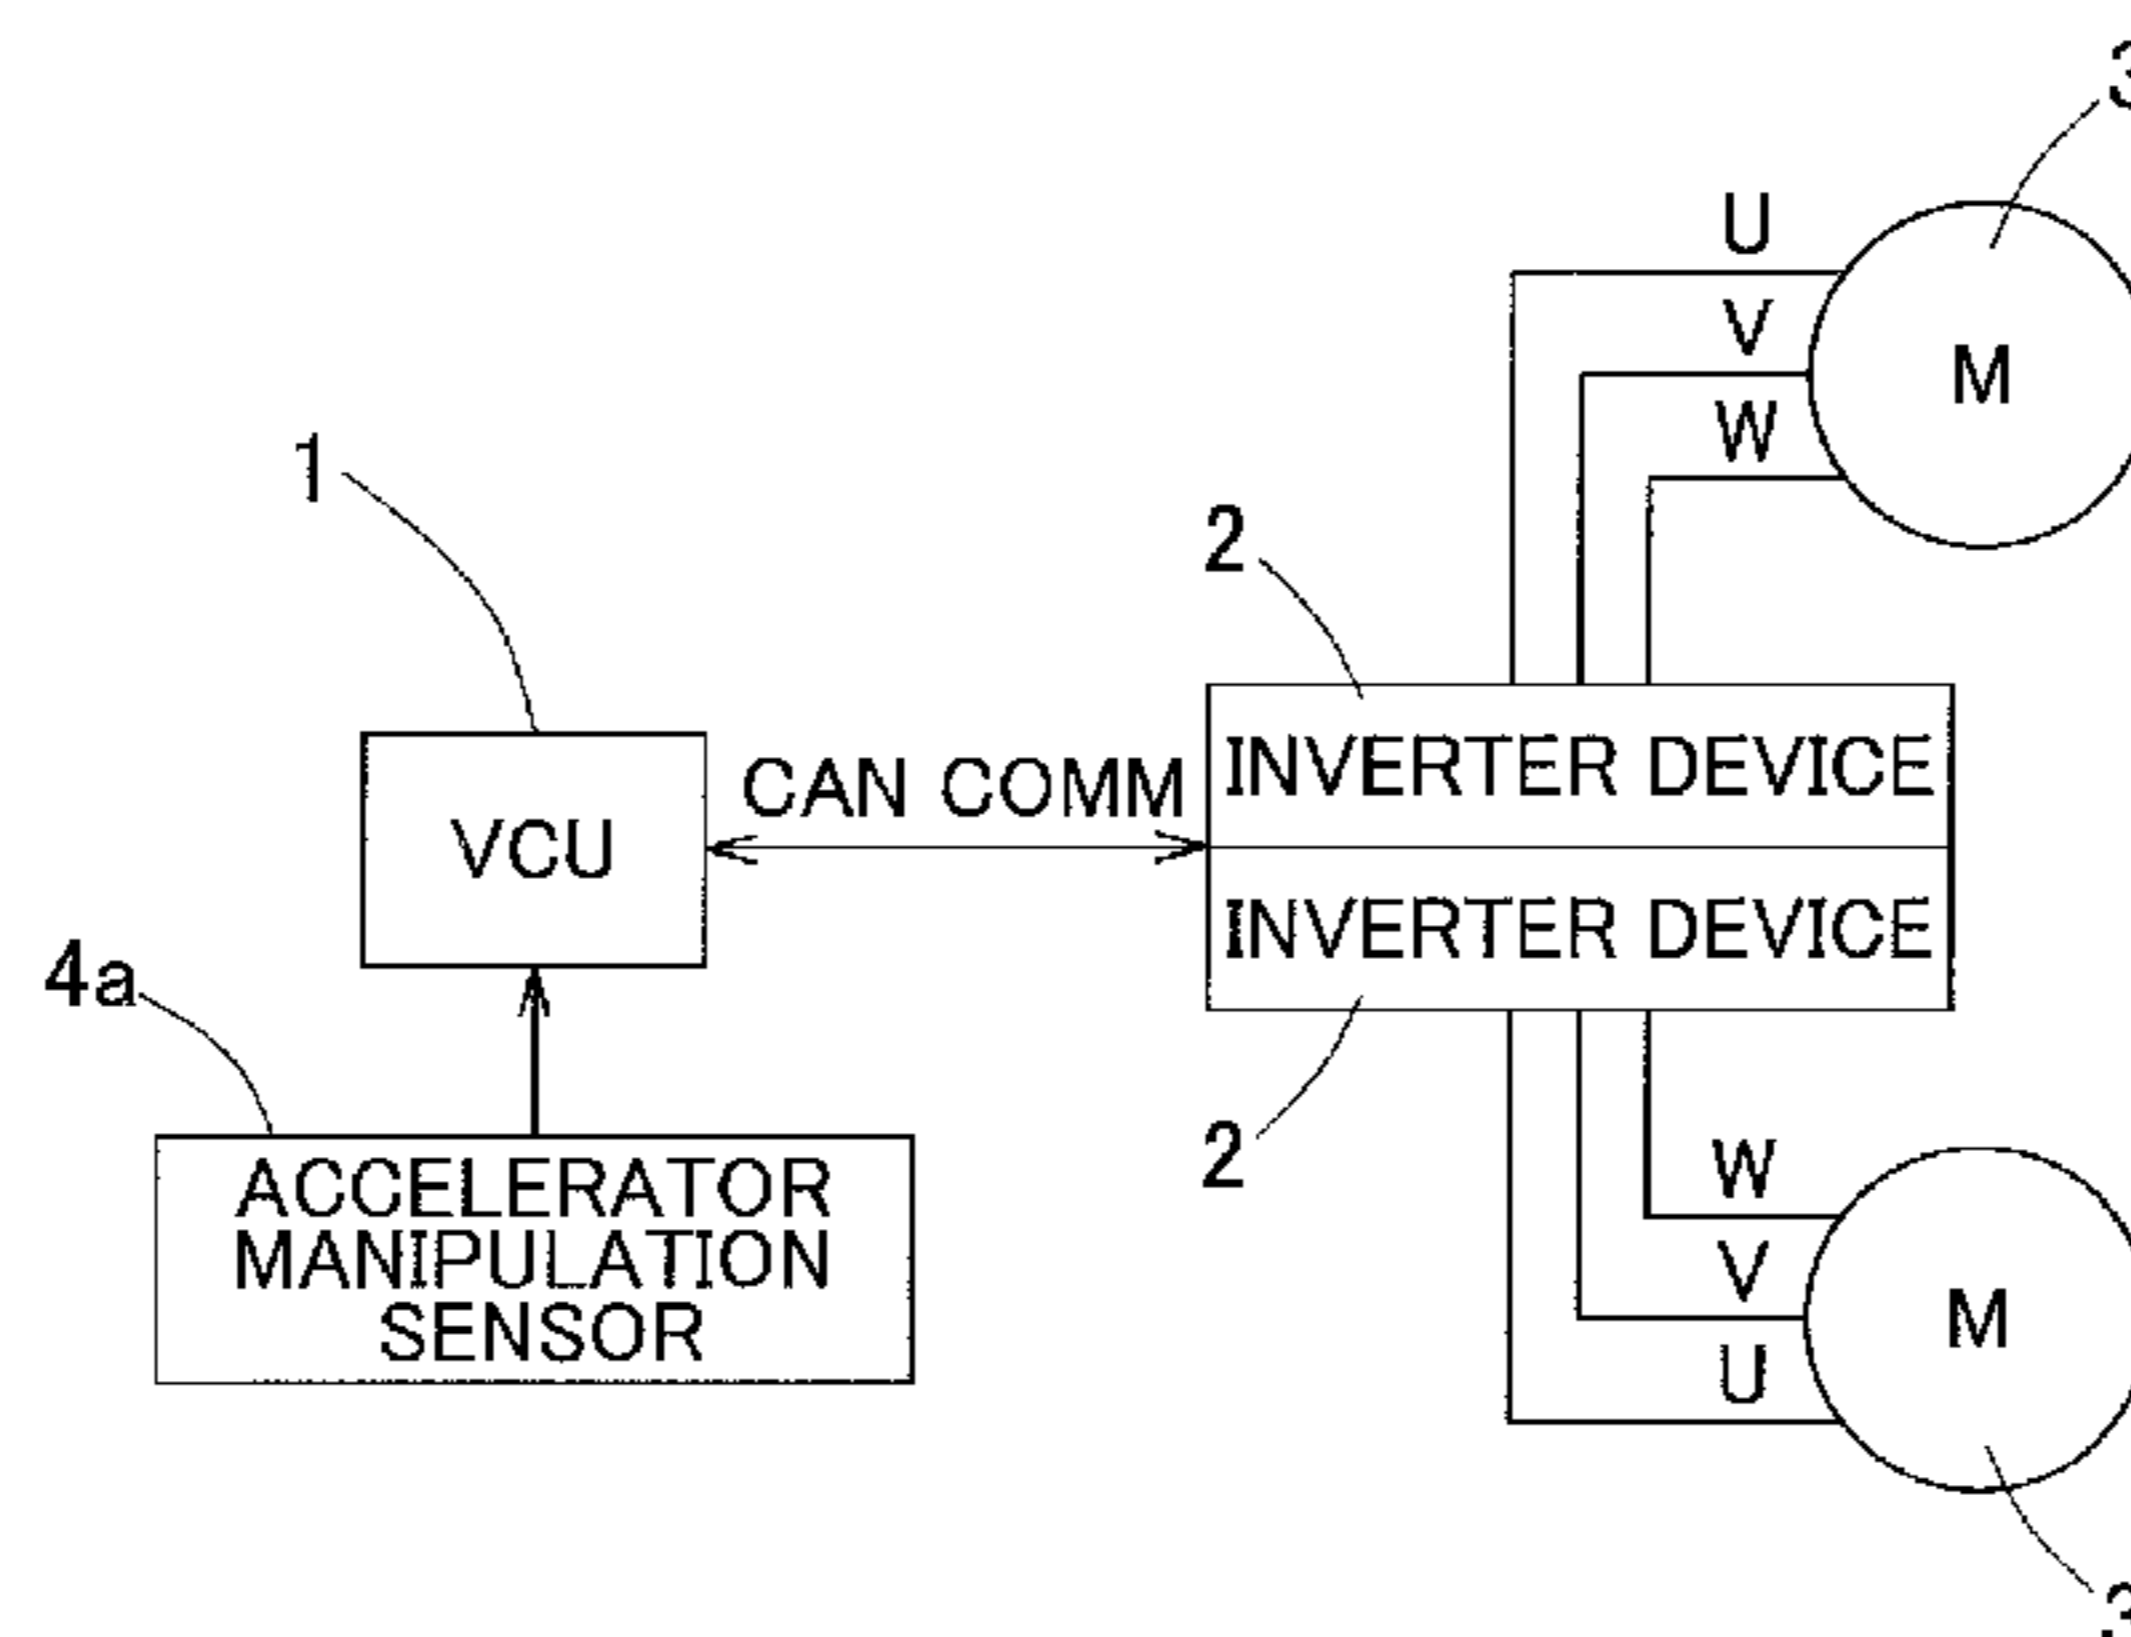 3
U
V
M
W
1
2
CAN COMM
INVERTER DEVICE
VCU
INVERTER DEVICE
4a
2
W
ACCELERATOR
MANIPULATION
SENSOR
V
M
U
3